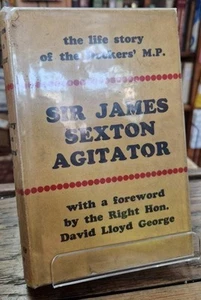 the life story
of the Dockers' M.P.
SIR JAMES
SEXTON
AGITATOR
with a foreword
by the Right Hon.
David Lloyd George